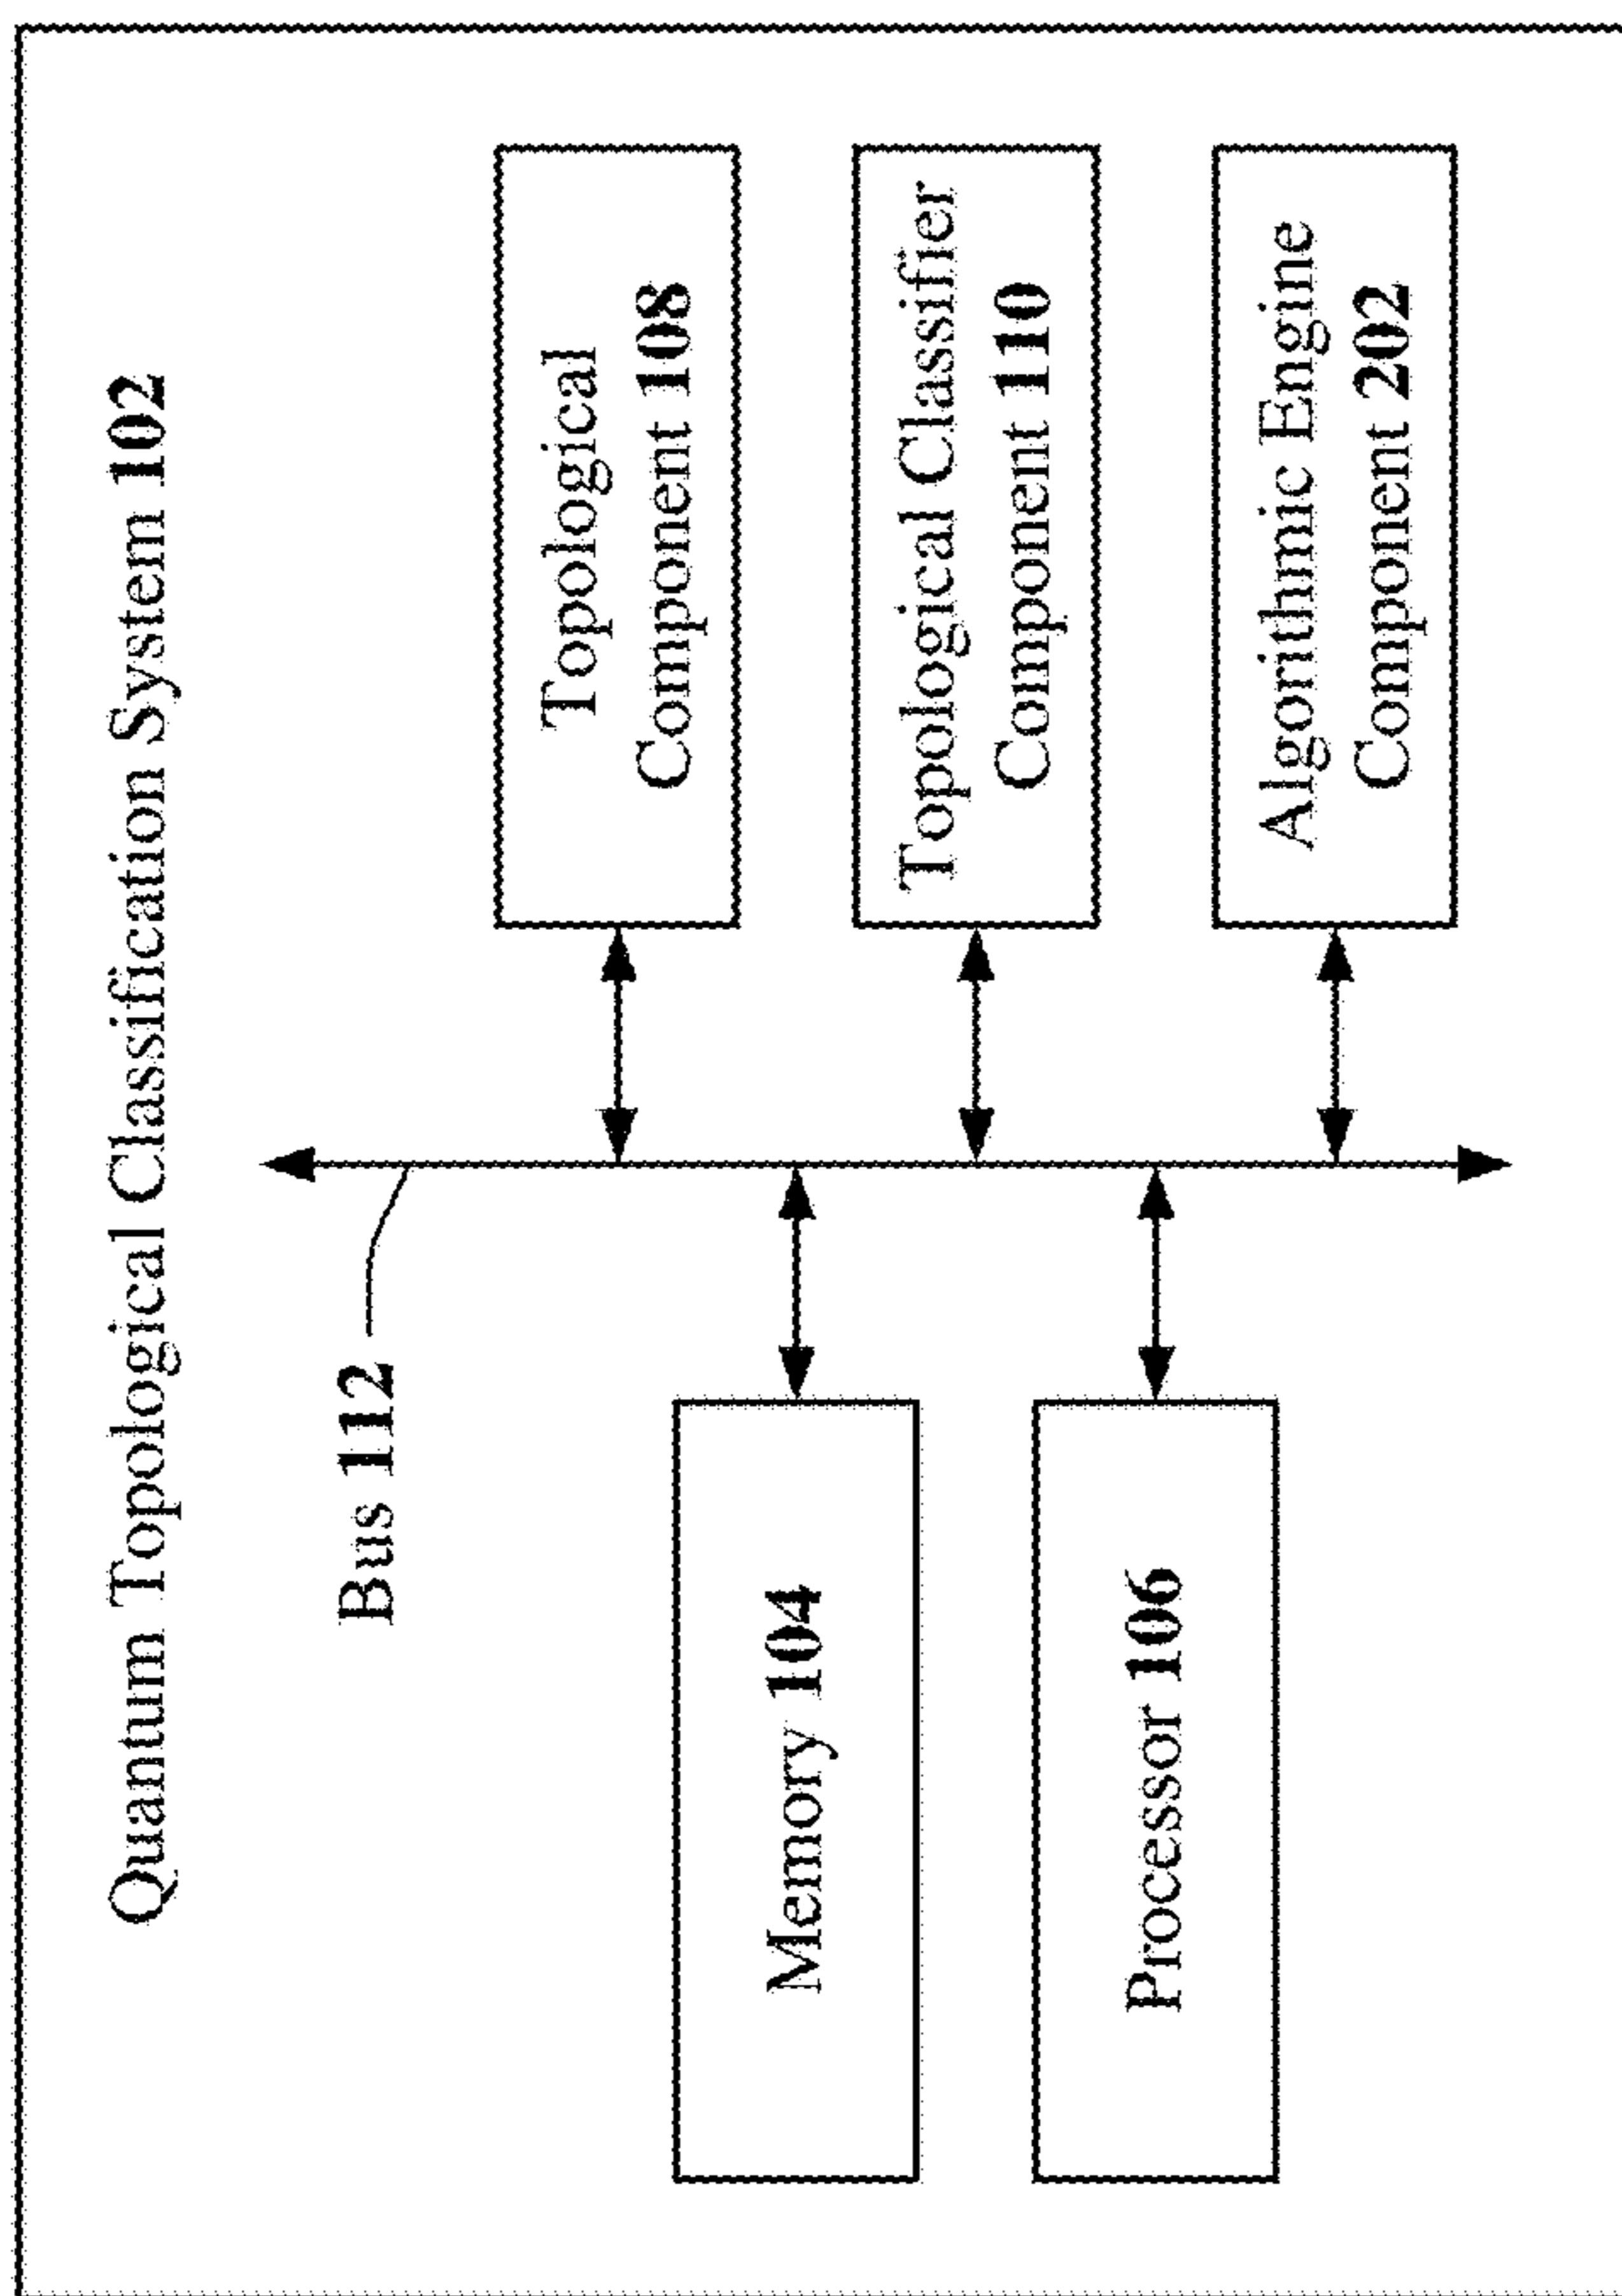 Quantum Topological Classification System 102
Bus 112
Memory 104
Processor 106
Topological
Component 108
Topological Classifier
Component 110
Algorithmic Engine
Component 202